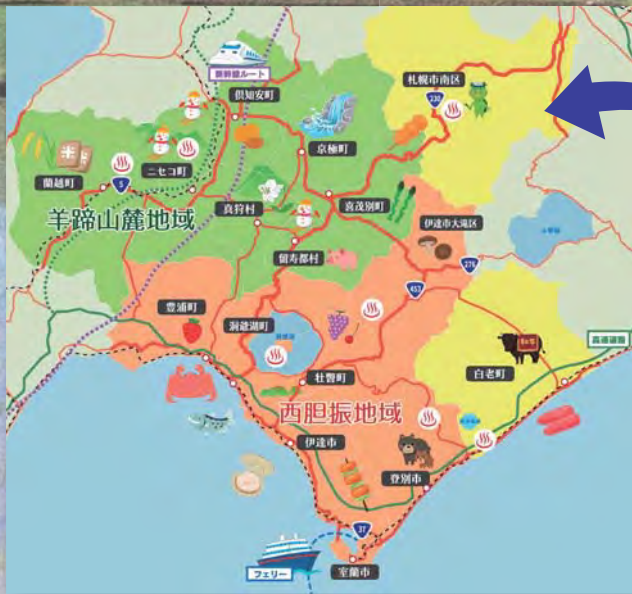 新幹線ルート
札幌市南区
230
倶知安町
京極町
米
ニセコ町
蘭越町
5
真狩村
喜茂別町
羊蹄山麓地域
伊達市大滝区
留寿都村
276
453
豊浦町
洞爺湖町
洞爺湖
高速道路
白老町
壮瞥町
西胆振地域
伊達市
登別市
37
フェリー
室蘭市